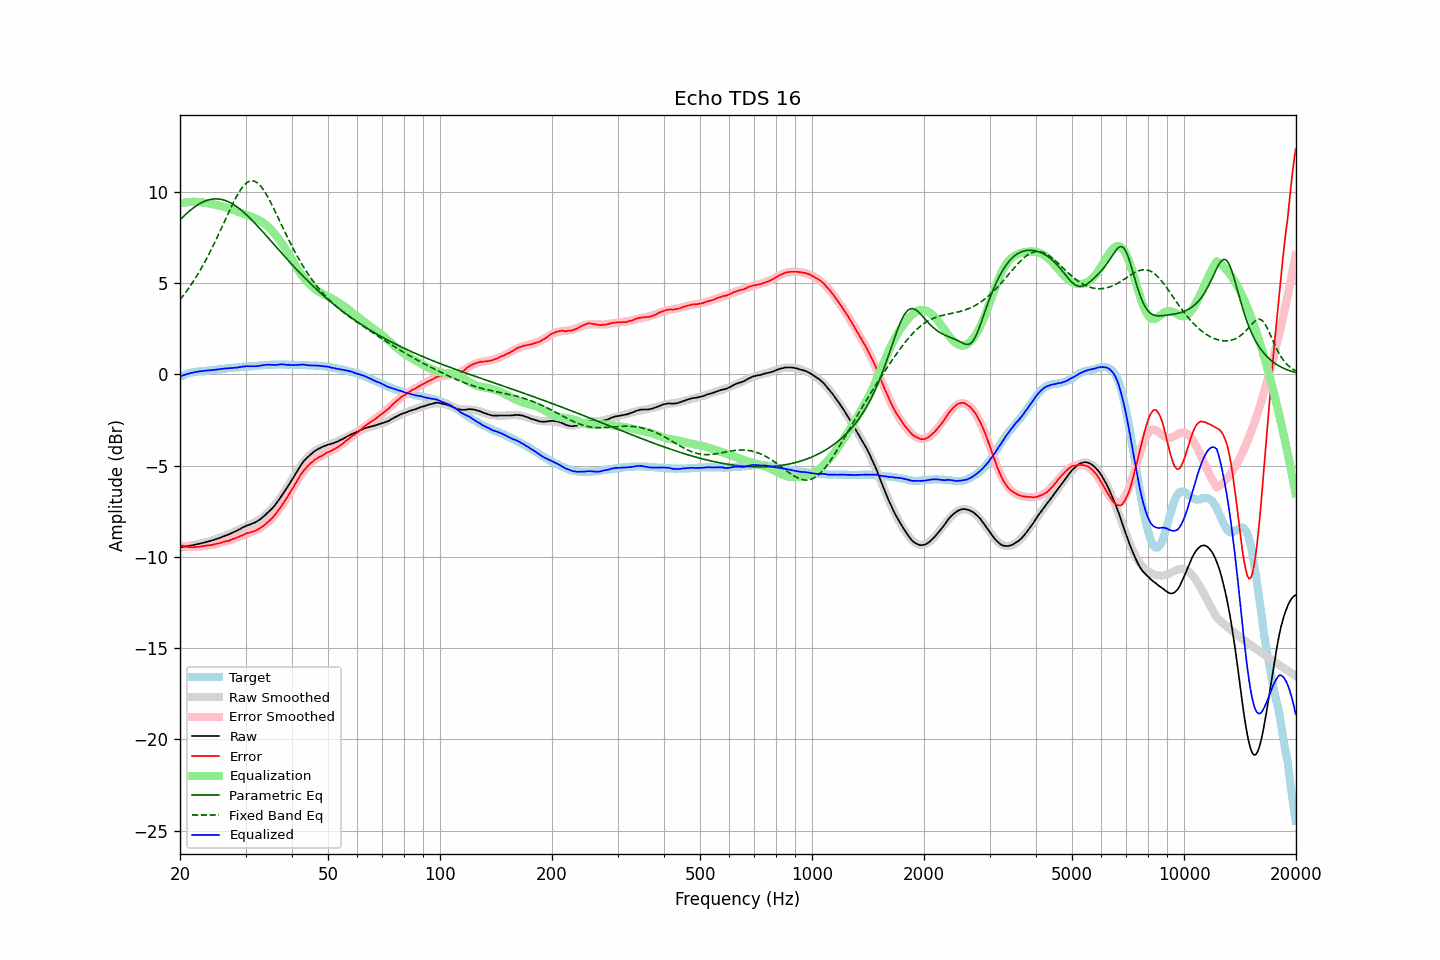 Echo TDS 16
Amplitude (dBr)
10
5
0
−5
−10
−15
−20
−25
Target
Raw Smoothed
Error Smoothed
Raw
Error
Equalization
Parametric Eq
Fixed Band Eq
Equalized
20 50 100 200 500 1000 2000 5000 10000 20000
Frequency (Hz)